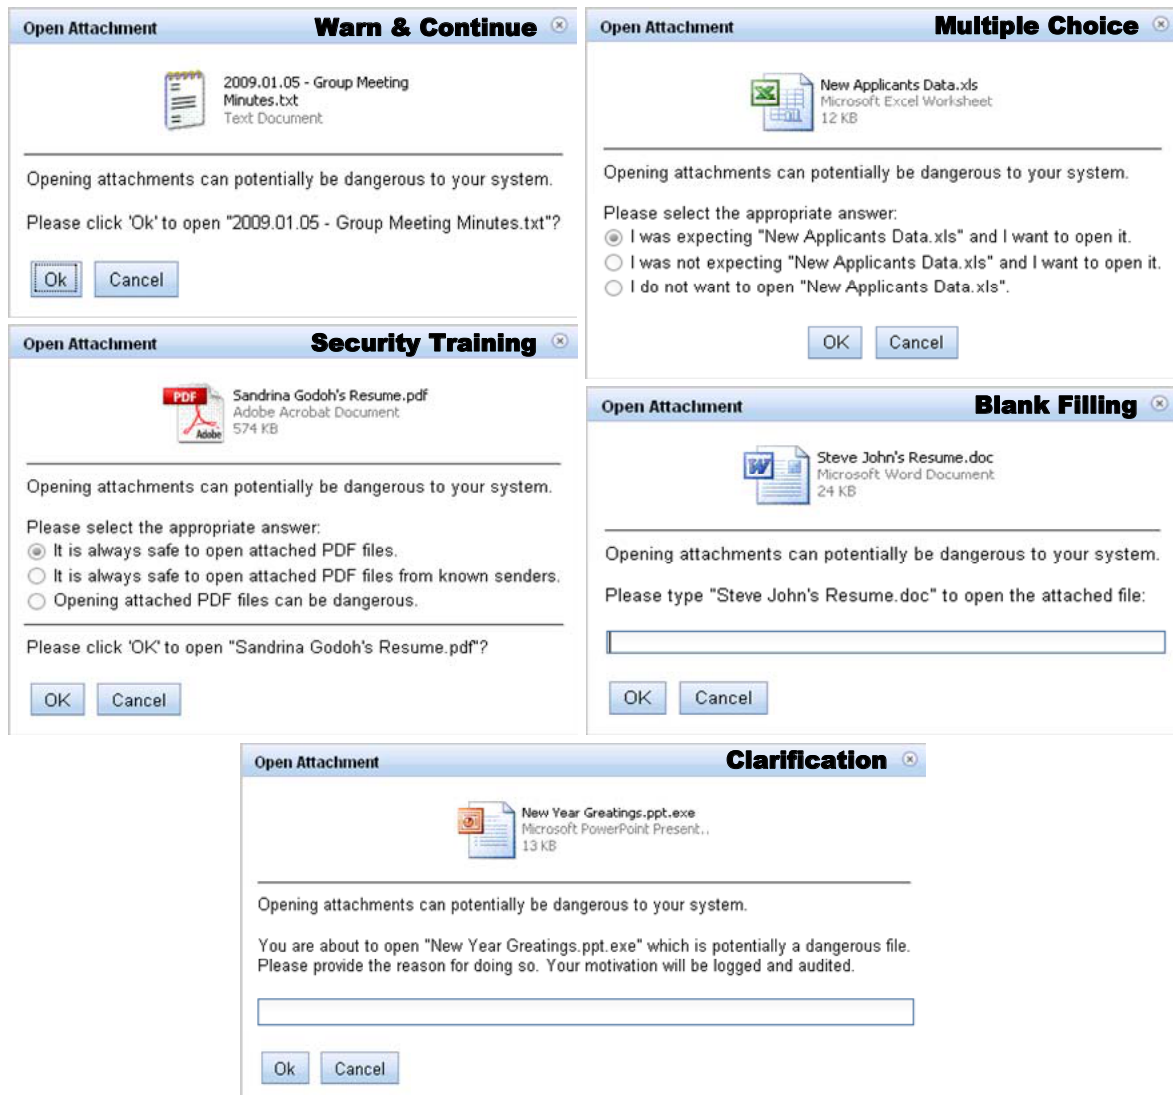 Open Attachment Warn & Continue
2009.01.05 - Group Meeting
Minutes.txt
Text Document
Opening attachments can potentially be dangerous to your system.
Please click 'Ok' to open "2009.01.05 - Group Meeting Minutes.txt"?
Ok Cancel
Open Attachment Multiple Choice
New Applicants Data.xls
Microsoft Excel Worksheet
12 KB
Opening attachments can potentially be dangerous to your system.
Please select the appropriate answer:
I was expecting "New Applicants Data.xls" and I want to open it.
I was not expecting "New Applicants Data.xls" and I want to open it.
I do not want to open "New Applicants Data.xls".
OK Cancel
Open Attachment Security Training
PDF
Adobe
Sandrina Godoh's Resume.pdf
Adobe Acrobat Document
574 KB
Opening attachments can potentially be dangerous to your system.
Please select the appropriate answer:
It is always safe to open attached PDF files.
It is always safe to open attached PDF files from known senders.
Opening attached PDF files can be dangerous.
Please click 'OK' to open "Sandrina Godoh's Resume.pdf"?
OK Cancel
Open Attachment Blank Filling
W
Steve John's Resume.doc
Microsoft Word Document
24 KB
Opening attachments can potentially be dangerous to your system.
Please type "Steve John's Resume.doc" to open the attached file:
OK Cancel
Open Attachment Clarification
New Year Greatings.ppt.exe
Microsoft PowerPoint Present..
13 KB
Opening attachments can potentially be dangerous to your system.
You are about to open "New Year Greatings.ppt.exe" which is potentially a dangerous file.
Please provide the reason for doing so. Your motivation will be logged and audited.
Ok Cancel